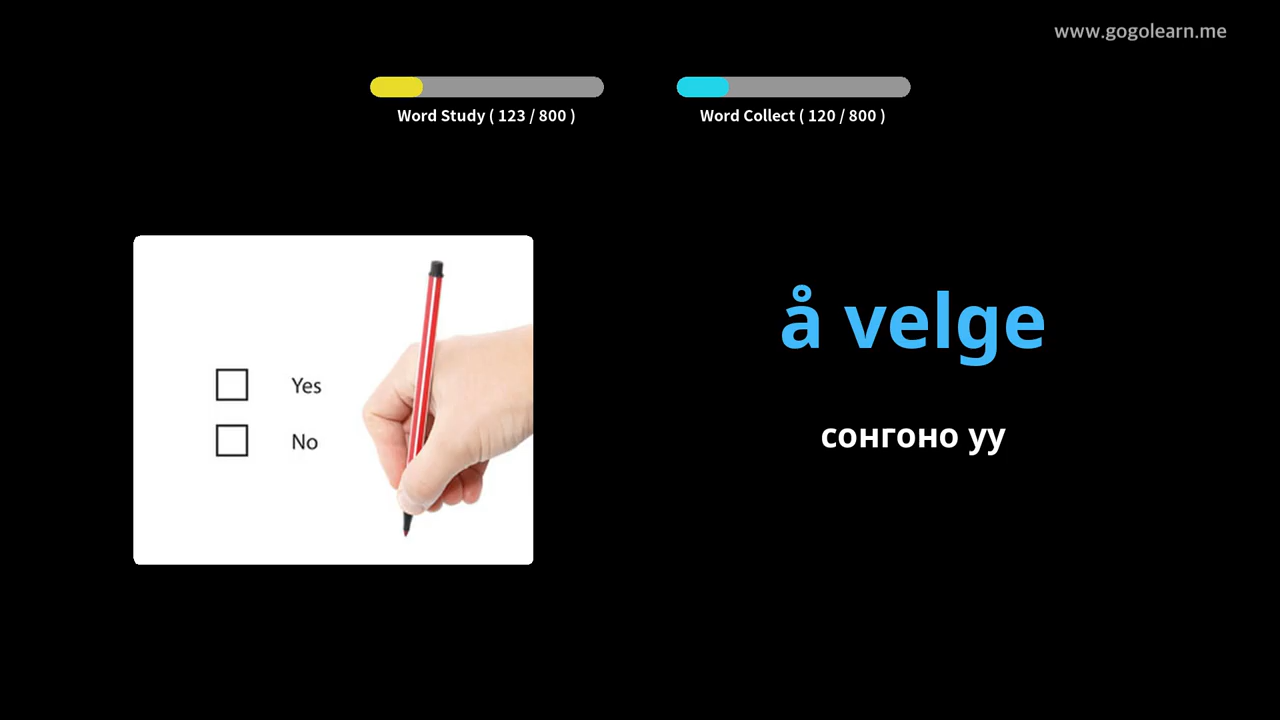 www.gogolearn.me
Word Study ( 123 / 800 )
Word Collect ( 120 / 800 )
Yes
No
å velge
сонгоно уу